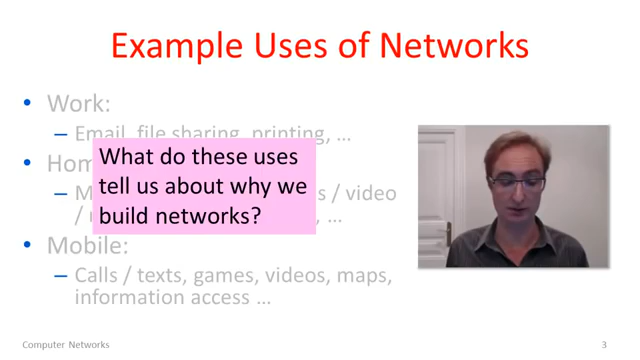 Example Uses of Networks
• Work:
– Email, file sharing, printing, …
What do these uses
tell us about why we
build networks?
• Hom
– M s / video
/ , …
• Mobile:
– Calls / texts, games, videos, maps,
information access …
Computer Networks
3